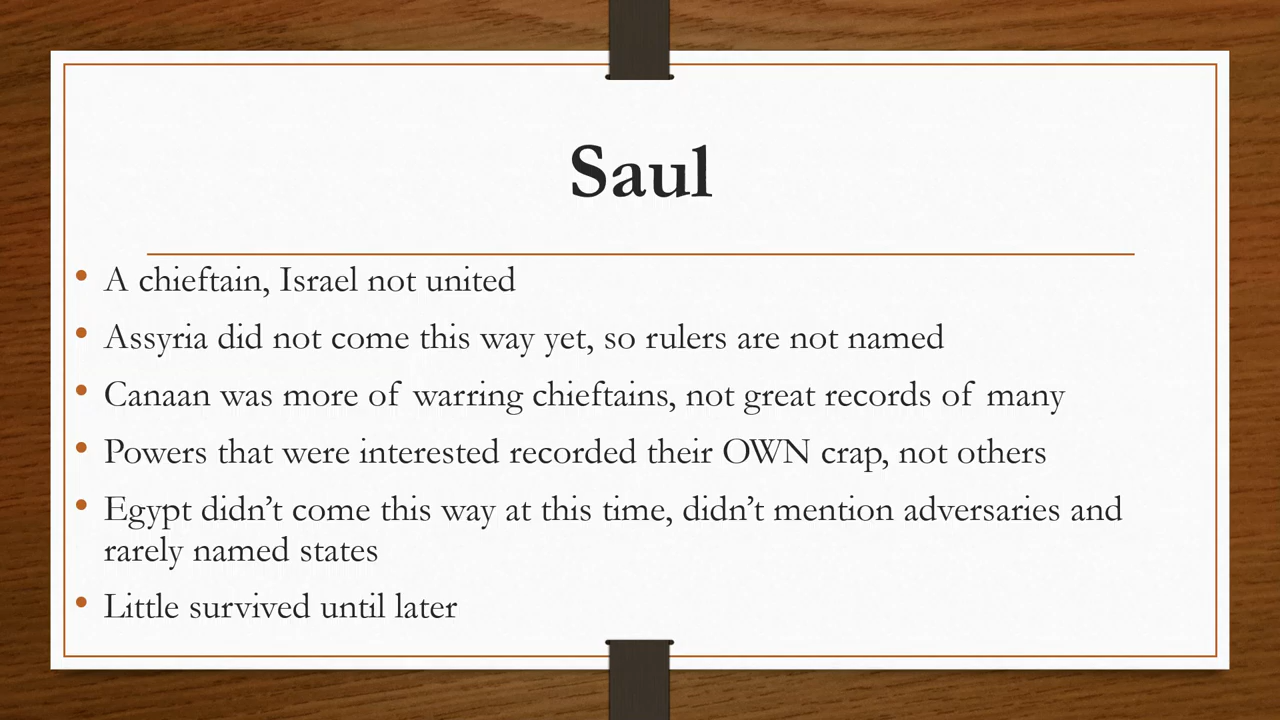 Saul
• A chieftain, Israel not united
• Assyria did not come this way yet, so rulers are not named
• Canaan was more of warring chieftains, not great records of many
• Powers that were interested recorded their OWN crap, not others
• Egypt didn’t come this way at this time, didn’t mention adversaries and
rarely named states
• Little survived until later